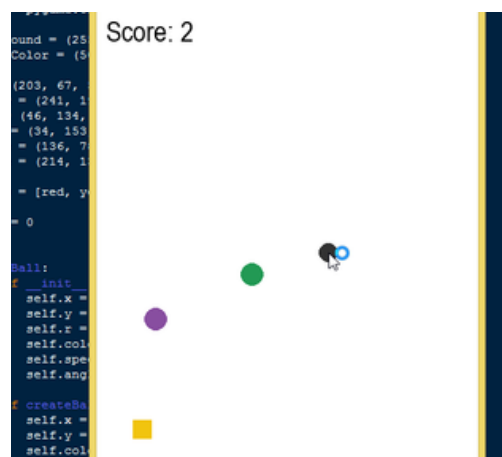 Score: 2
ound = (25
Color = (5
(203, 67,
= (241, 1
(46, 134,
= (34, 153
= (136, 7
= (214, 1
= [red, y
= 0
Ball:
f __init__
self.x =
self.y =
self.r =
self.col
self.spe
self.ang
f createBa
self.x =
self.y =
self.col